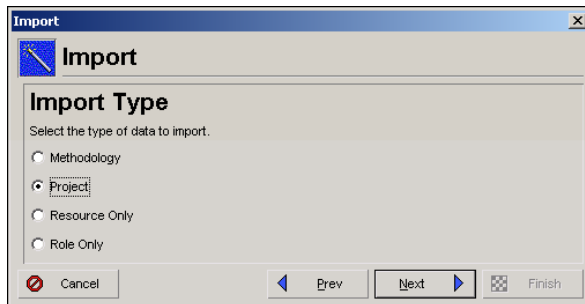 Import
Import
Import Type
Select the type of data to import.
Methodology
Project
Resource Only
Role Only
Cancel
Prev
Next
Finish